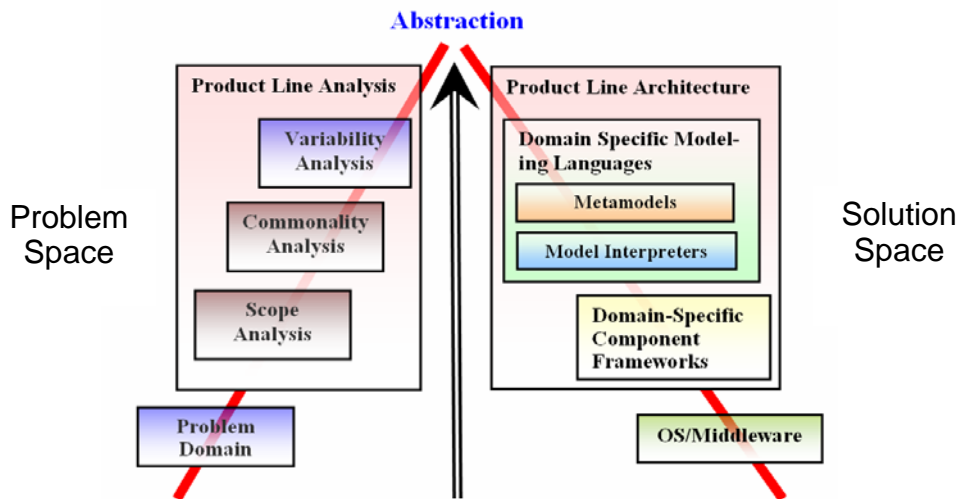 Abstraction
Product Line Analysis
Variability
Analysis
Commonality
Analysis
Scope
Analysis
Problem
Domain
Problem
Space
Product Line Architecture
Domain Specific Model-
ing Languages
Metamodels
Model Interpreters
Domain-Specific
Component
Frameworks
OS/Middleware
Solution
Space